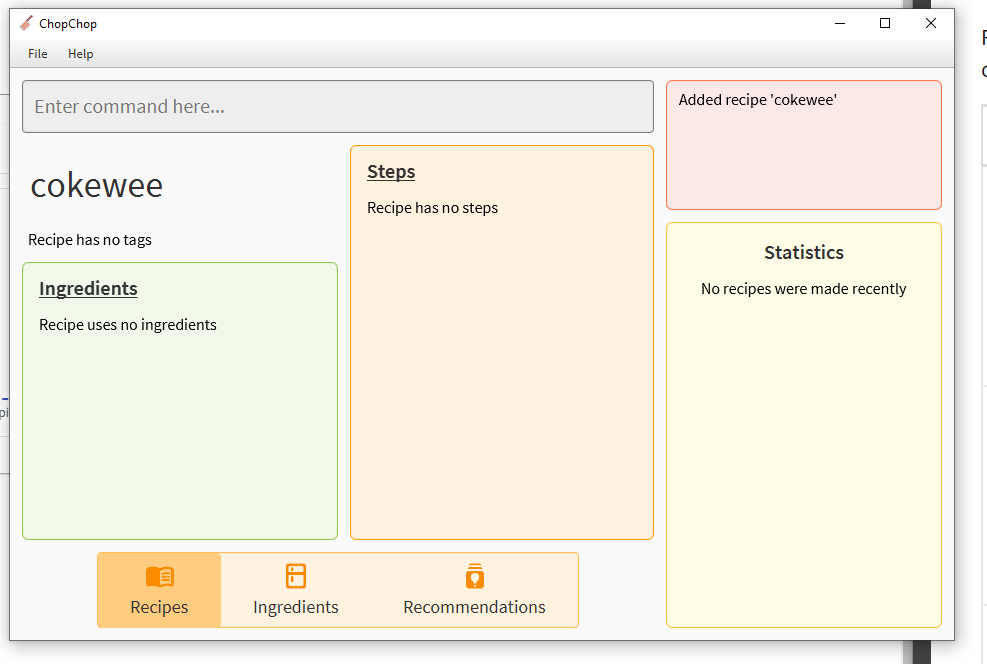 ChopChop
File Help
Enter command here...
Added recipe 'cokewee'
cokewee
Recipe has no tags
Ingredients
Recipe uses no ingredients
Steps
Recipe has no steps
Statistics
No recipes were made recently
Recipes
Ingredients
Recommendations